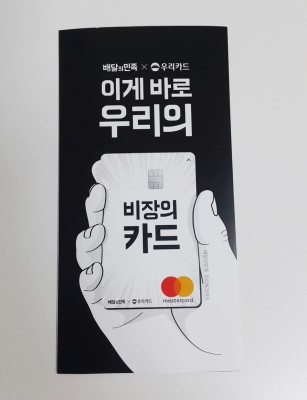 배달의민족 × 우리카드
이게 바로
우리의
비장의
카드
배달의민족 × 우리카드
mastercard